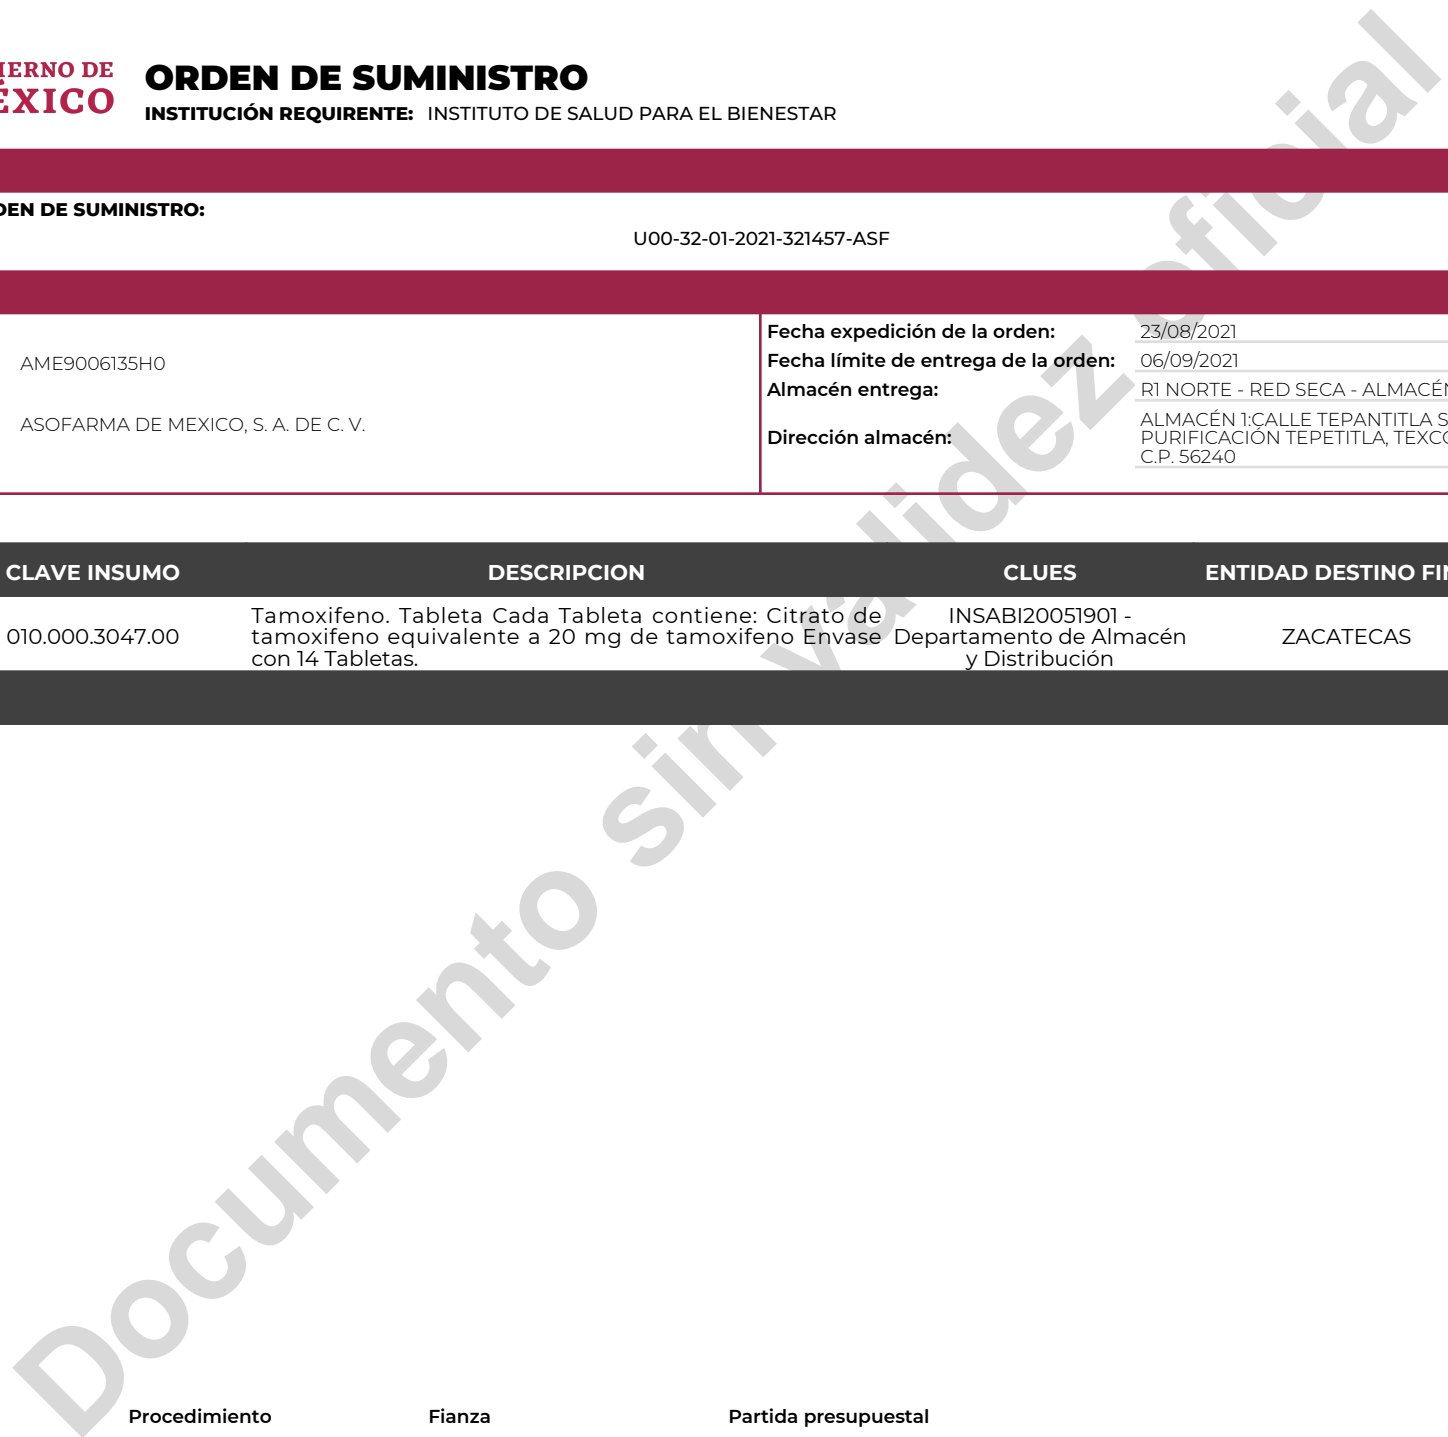 IERNO DE
ÉXICO
ORDEN DE SUMINISTRO
INSTITUCIÓN REQUIRENTE: INSTITUTO DE SALUD PARA EL BIENESTAR
DEN DE SUMINISTRO:
U00-32-01-2021-321457-ASF
AME9006135H0
ASOFARMA DE MEXICO, S. A. DE C. V.
Fecha expedición de la orden: 23/08/2021
Fecha límite de entrega de la orden: 06/09/2021
Almacén entrega: R1 NORTE - RED SECA - ALMACÉN
Dirección almacén: ALMACÉN 1:CALLE TEPANTITLA S
PURIFICACIÓN TEPETITLA, TEXCO
C.P. 56240
CLAVE INSUMO DESCRIPCION CLUES ENTIDAD DESTINO FIN
010.000.3047.00
Tamoxifeno. Tableta Cada Tableta contiene: Citrato de
tamoxifeno equivalente a 20 mg de tamoxifeno Envase
con 14 Tabletas.
INSABI20051901 -
Departamento de Almacén
y Distribución
ZACATECAS
Documento sin validez oficial
Procedimiento Fianza Partida presupuestal